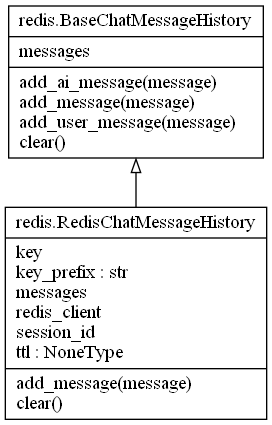 redis.BaseChatMessageHistory
messages
add_ai_message(message)
add_message(message)
add_user_message(message)
clear()
redis.RedisChatMessageHistory
key
key_prefix : str
messages
redis_client
session_id
ttl : NoneType
add_message(message)
clear()